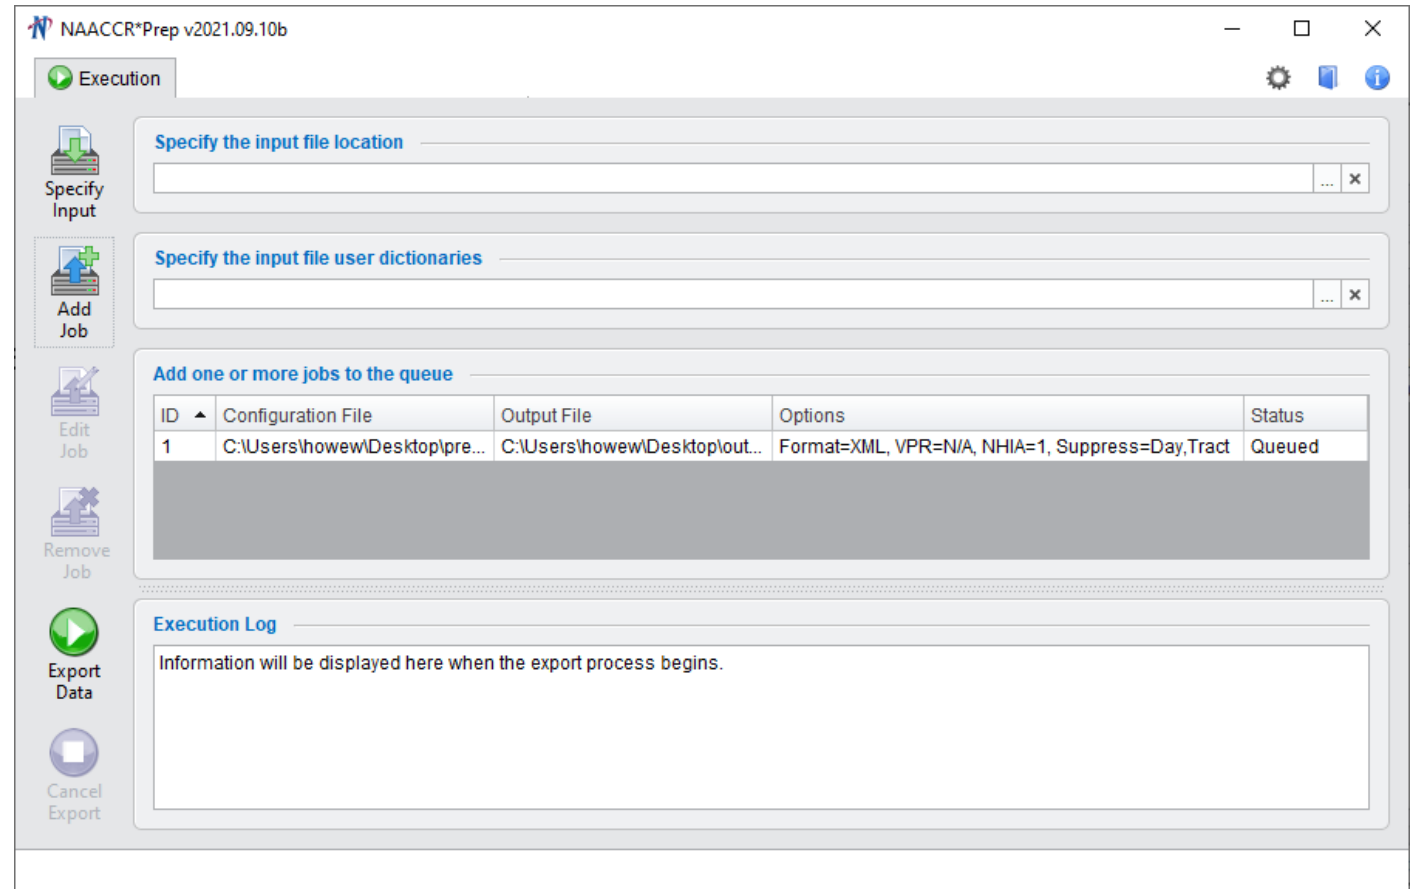 NAACCR*Prep v2021.09.10b
Execution
Specify
Input
Add
Job
Edit
Job
Remove
Job
Export
Data
Cancel
Export
Specify the input file location
...
Specify the input file user dictionaries
...
Add one or more jobs to the queue
ID Configuration File Output File Options Status
1 C:\Users\howew\Desktop\pre... C:\Users\howew\Desktop\out... Format=XML, VPR=N/A, NHIA=1, Suppress=Day,Tract Queued
Execution Log
Information will be displayed here when the export process begins.